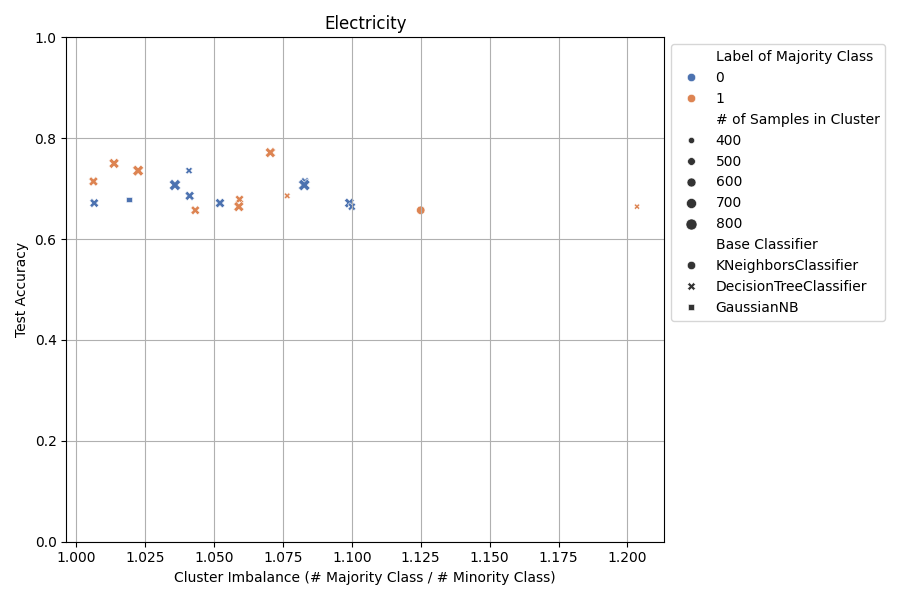 Electricity
1.0
0.8
0.6
0.4
0.2
0.0
Test Accuracy
1.000 1.025 1.050 1.075 1.100 1.125 1.150 1.175 1.200
Cluster Imbalance (# Majority Class / # Minority Class)
Label of Majority Class
0
1
# of Samples in Cluster
400
500
600
700
800
Base Classifier
KNeighborsClassifier
DecisionTreeClassifier
GaussianNB